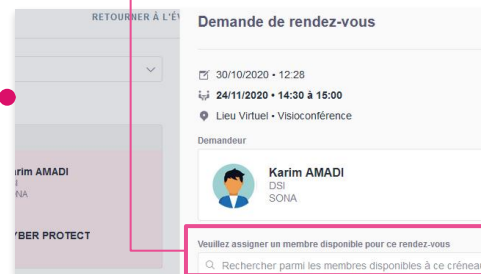 RETOURNER À L'ÉV
Demande de rendez-vous
30/10/2020 • 12:28
24/11/2020 • 14:30 à 15:00
Lieu Virtuel • Visioconférence
Demandeur
Karim AMADI
DSI
SONA
Veuillez assigner un membre disponible pour ce rendez-vous
Rechercher parmi les membres disponibles à ce créneau
arim AMADI
NA
YBER PROTECT